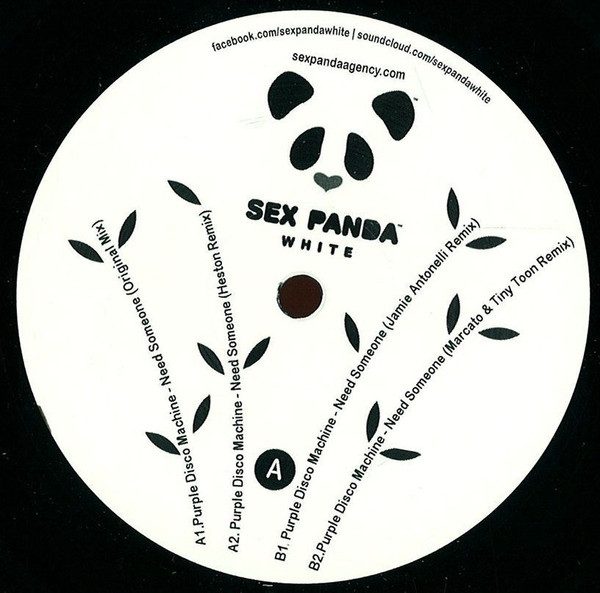 facebook.com/sexpandawhite | soundcloud.com/sexpandawhite
sexpandaagency.com
SEX PANDA™
WHITE
A1.Purple Disco Machine - Need Someone (Original Mix)
A2. Purple Disco Machine - Need Someone (Heston Remix)
B1. Purple Disco Machine - Need Someone (Jamie Antonelli Remix)
B2.Purple Disco Machine - Need Someone (Marcato & Tiny Toon Remix)
A